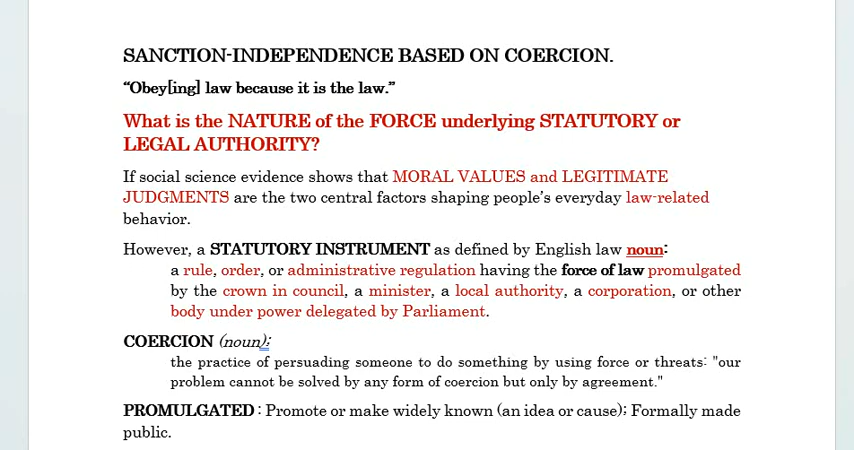 SANCTION-INDEPENDENCE BASED ON COERCION.
“Obey[ing] law because it is the law.”
What is the NATURE of the FORCE underlying STATUTORY or
LEGAL AUTHORITY?
If social science evidence shows that MORAL VALUES and LEGITIMATE
JUDGMENTS are the two central factors shaping people’s everyday law-related
behavior.
However, a STATUTORY INSTRUMENT as defined by English law noun:
a rule, order, or administrative regulation having the force of law promulgated
by the crown in council, a minister, a local authority, a corporation, or other
body under power delegated by Parliament.
COERCION (noun):
the practice of persuading someone to do something by using force or threats: "our
problem cannot be solved by any form of coercion but only by agreement."
PROMULGATED : Promote or make widely known (an idea or cause); Formally made
public.